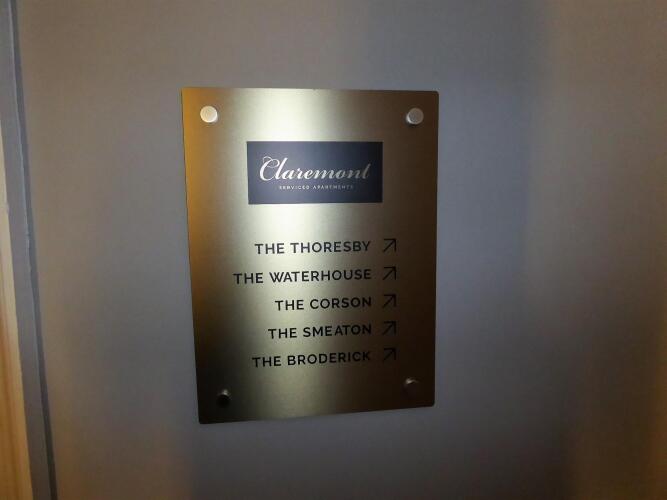 Claremont
SERVICED APARTMENTS
THE THORESBY ↗
THE WATERHOUSE ↗
THE CORSON ↗
THE SMEATON ↗
THE BRODERICK ↗